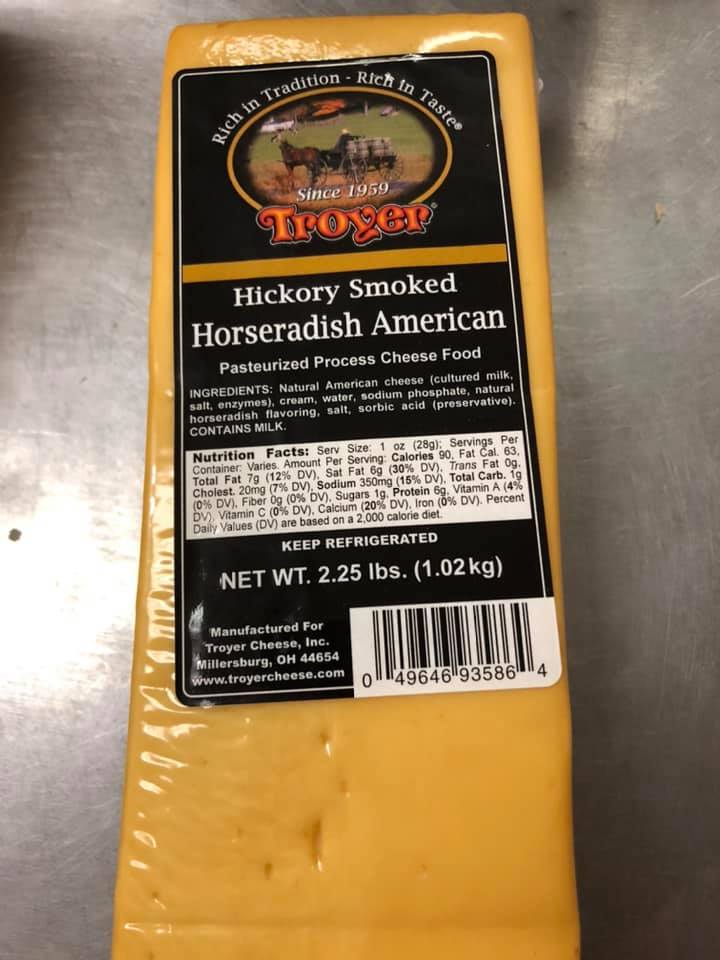 Rich in Tradition - Rich in Taste®
Since 1959
Troyer®
Hickory Smoked
Horseradish American
Pasteurized Process Cheese Food
INGREDIENTS: Natural American cheese (cultured milk,
salt, enzymes), cream, water, sodium phosphate, natural
horseradish flavoring, salt, sorbic acid (preservative).
CONTAINS MILK.
Nutrition Facts: Serv Size: 1 oz (28g); Servings Per
Container: Varies. Amount Per Serving: Calories 90, Fat Cal. 63,
Total Fat 7g (12% DV), Sat Fat 6g (30% DV), Trans Fat 0g,
Cholest. 20mg (7% DV), Sodium 350mg (15% DV), Total Carb. 1g
(0% DV), Fiber 0g (0% DV), Sugars 1g, Protein 6g, Vitamin A (4%
DV), Vitamin C (0% DV), Calcium (20% DV), Iron (0% DV). Percent
Daily Values (DV) are based on a 2,000 calorie diet.
KEEP REFRIGERATED
NET WT. 2.25 lbs. (1.02kg)
Manufactured For
Troyer Cheese, Inc.
Millersburg, OH 44654
www.troyercheese.com
0 49646 93586 4